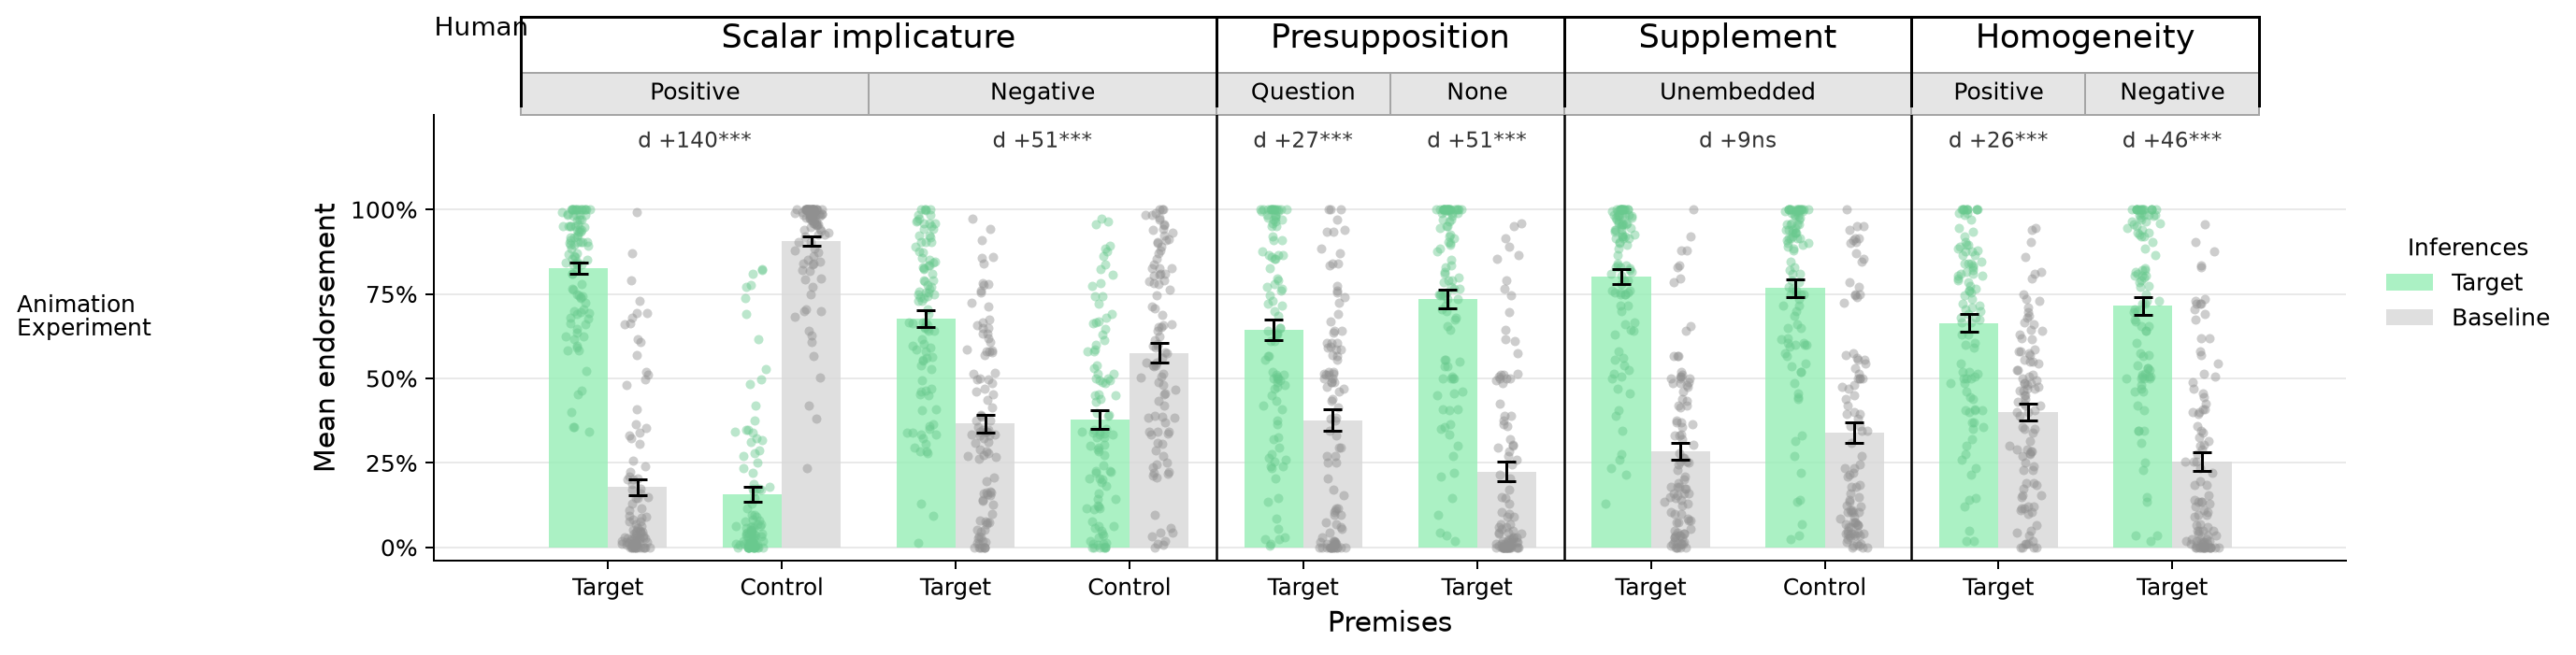 Human
Scalar implicature Presupposition Supplement Homogeneity
Positive Negative Question None Unembedded Positive Negative
d +140*** d +51*** d +27*** d +51*** d +9ns d +26*** d +46***
Animation
Experiment
Mean endorsement
100%
75%
50%
25%
0%
Target Control Target Control Target Target Target Control Target Target
Premises
Inferences
Target
Baseline